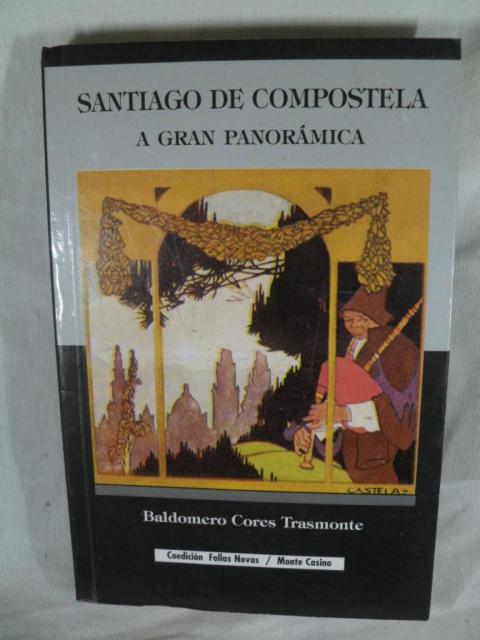 SANTIAGO DE COMPOSTELA
A GRAN PANORÁMICA
CASTELAO
Baldomero Cores Trasmonte
Coedición Follas Novas / Monte Casino